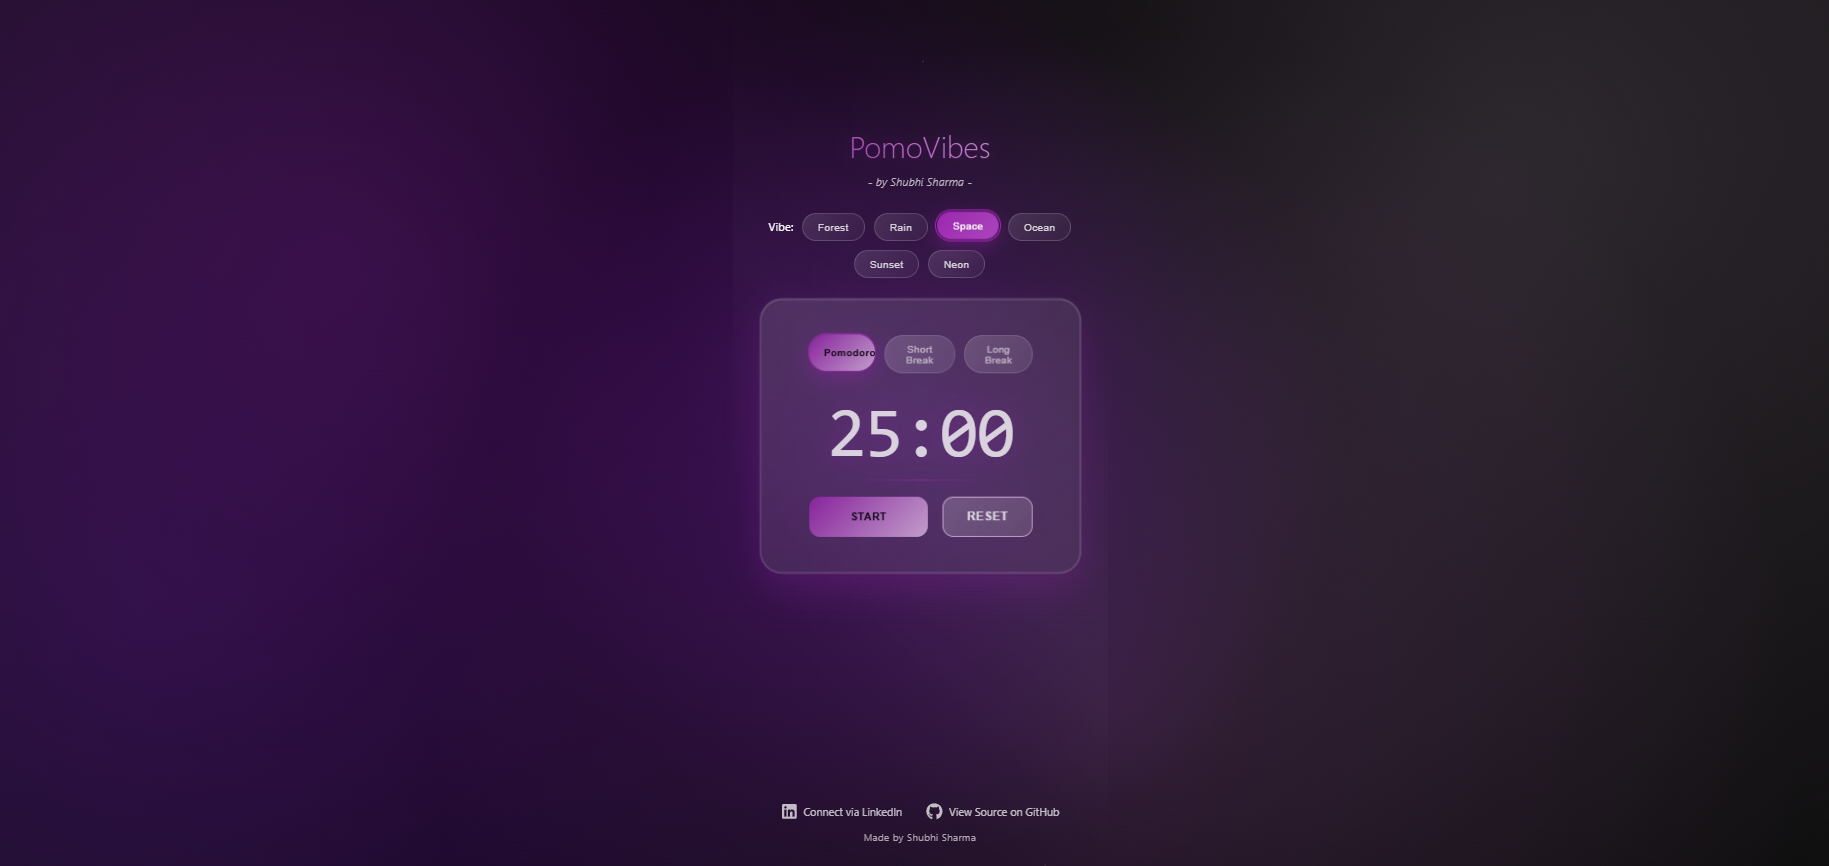 PomoVibes
- by Shubhi Sharma -
Vibe: Forest Rain Space Ocean
Sunset Neon
Pomodoro Short Break Long Break
25:00
START RESET
Connect via LinkedIn View Source on GitHub
Made by Shubhi Sharma